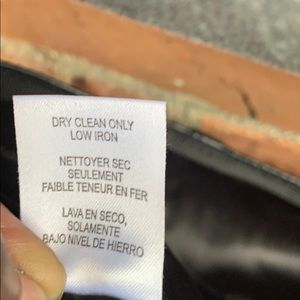 DRY CLEAN ONLY
LOW IRON
NETTOYER SEC
SEULEMENT
FAIBLE TENEUR EN FER
LAVA EN SECO,
SOLAMENTE
BAJO NIVEL DE HIERRO